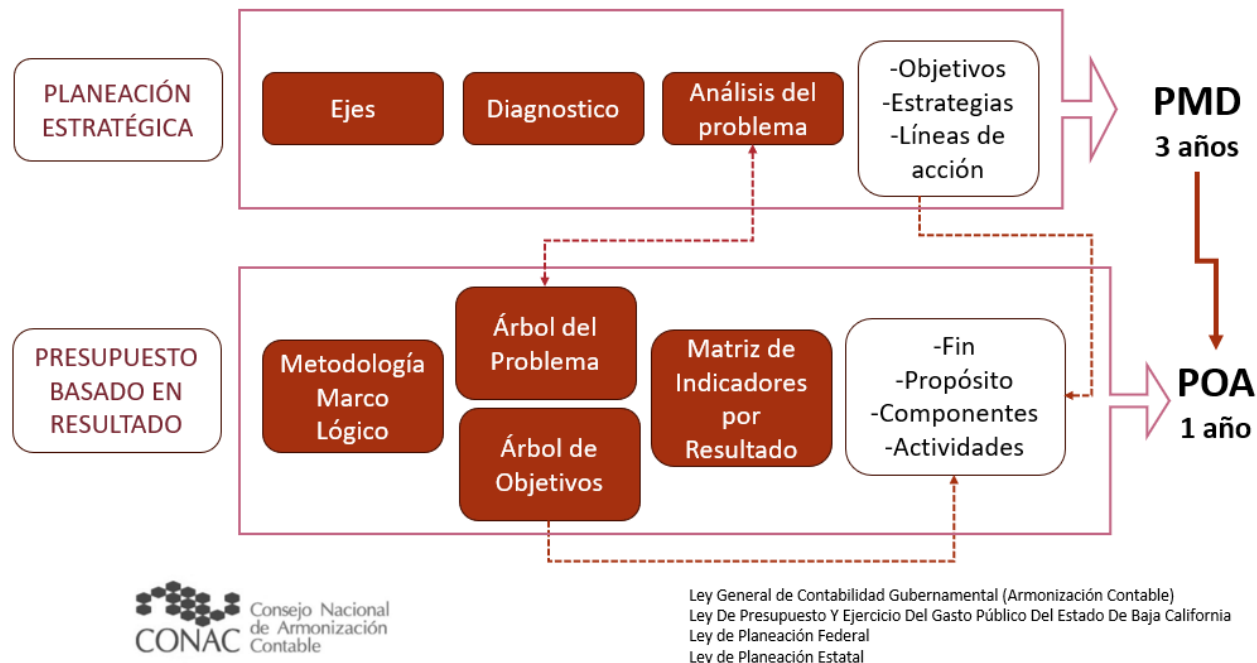 PLANEACIÓN
ESTRATÉGICA
Ejes
Diagnostico
Análisis del
problema
-Objetivos
-Estrategias
-Líneas de
acción
PMD
3 años
PRESUPUESTO
BASADO EN
RESULTADO
Metodología
Marco
Lógico
Árbol del
Problema
Árbol de
Objetivos
Matriz de
Indicadores
por
Resultado
-Fin
-Propósito
-Componentes
-Actividades
POA
1 año
CONAC
Consejo Nacional
de Armonización
Contable
Ley General de Contabilidad Gubernamental (Armonización Contable)
Ley De Presupuesto Y Ejercicio Del Gasto Público Del Estado De Baja California
Ley de Planeación Federal
Ley de Planeación Estatal